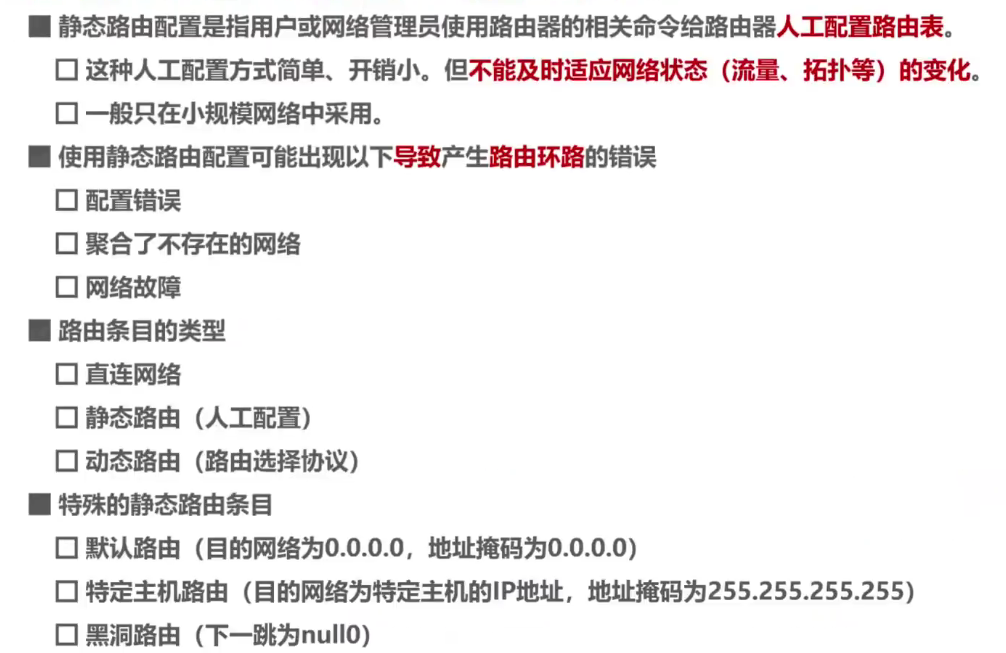 ■ 静态路由配置是指用户或网络管理员使用路由器的相关命令给路由器人工配置路由表。
□ 这种人工配置方式简单、开销小。但不能及时适应网络状态（流量、拓扑等）的变化。
□ 一般只在小规模网络中采用。
■ 使用静态路由配置可能出现以下导致产生路由环路的错误
□ 配置错误
□ 聚合了不存在的网络
□ 网络故障
■ 路由条目的类型
□ 直连网络
□ 静态路由（人工配置）
□ 动态路由（路由选择协议）
■ 特殊的静态路由条目
□ 默认路由（目的网络为0.0.0.0，地址掩码为0.0.0.0）
□ 特定主机路由（目的网络为特定主机的IP地址，地址掩码为255.255.255.255）
□ 黑洞路由（下一跳为null0）